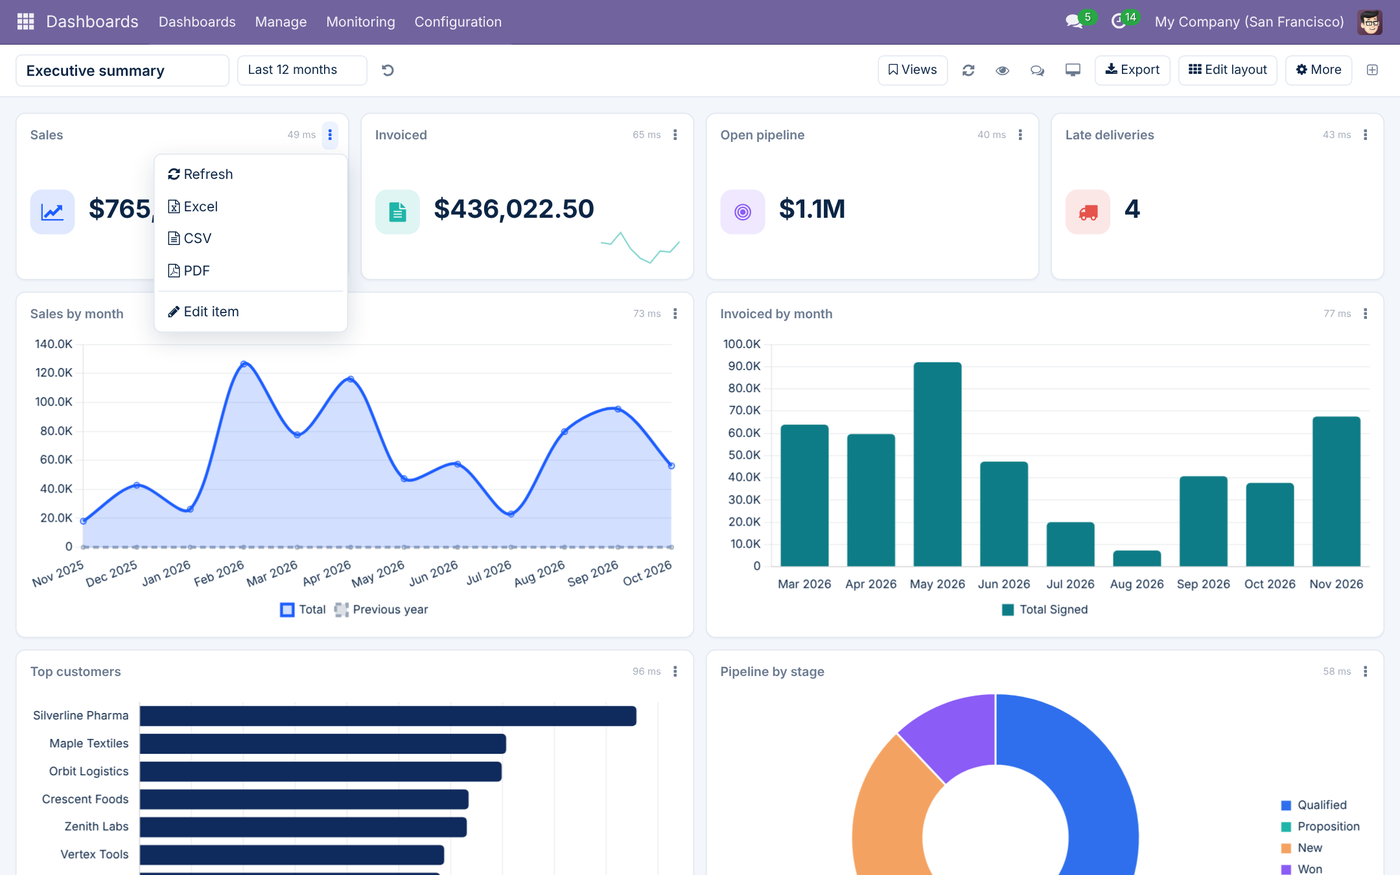 Dashboards Dashboards Manage Monitoring Configuration 5 14 My Company (San Francisco)
Executive summary Last 12 months Views Export Edit layout More
Sales 49 ms
Invoiced 65 ms
Open pipeline 40 ms
Late deliveries 43 ms
Refresh
Excel
CSV
PDF
Edit item
$765,
$436,022.50
$1.1M
4
Sales by month 73 ms
140.0K
120.0K
100.0K
80.0K
60.0K
40.0K
20.0K
0
Nov 2025 Dec 2025 Jan 2026 Feb 2026 Mar 2026 Apr 2026 May 2026 Jun 2026 Jul 2026 Aug 2026 Sep 2026 Oct 2026
Total Previous year
Invoiced by month 77 ms
100.0K
90.0K
80.0K
70.0K
60.0K
50.0K
40.0K
30.0K
20.0K
10.0K
0
Mar 2026 Apr 2026 May 2026 Jun 2026 Jul 2026 Aug 2026 Sep 2026 Oct 2026 Nov 2026
Total Signed
Top customers 96 ms
Silverline Pharma
Maple Textiles
Orbit Logistics
Crescent Foods
Zenith Labs
Vertex Tools
Pipeline by stage 58 ms
Qualified
Proposition
New
Won